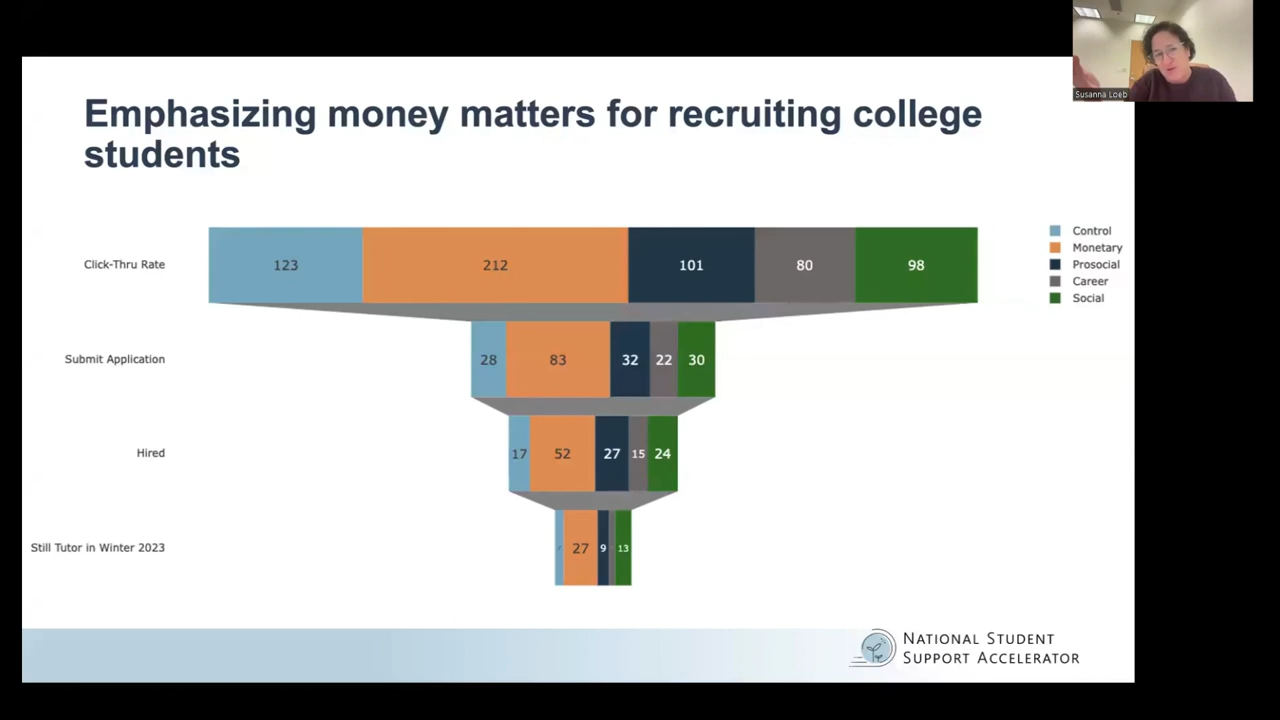 Susanna Loeb
Emphasizing money matters for recruiting college
students
Click-Thru Rate
123
212
101
80
98
Control
Monetary
Prosocial
Career
Social
Submit Application
28
83
32
22
30
Hired
17
52
27
15
24
Still Tutor in Winter 2023
27
9
13
NATIONAL STUDENT
SUPPORT ACCELERATOR